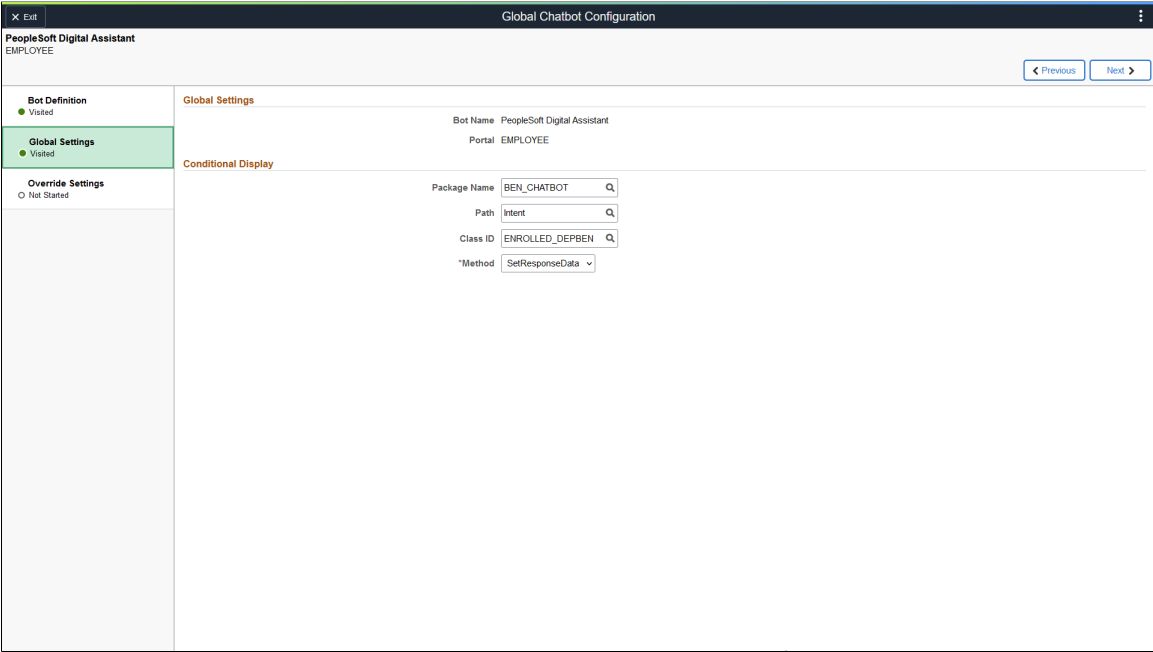 Exit
Global Chatbot Configuration
PeopleSoft Digital Assistant
EMPLOYEE
Previous
Next
Bot Definition
Visited
Global Settings
Visited
Override Settings
Not Started
Global Settings
Bot Name PeopleSoft Digital Assistant
Portal EMPLOYEE
Conditional Display
Package Name BEN_CHATBOT
Path Intent
Class ID ENROLLED_DEPBEN
*Method SetResponseData